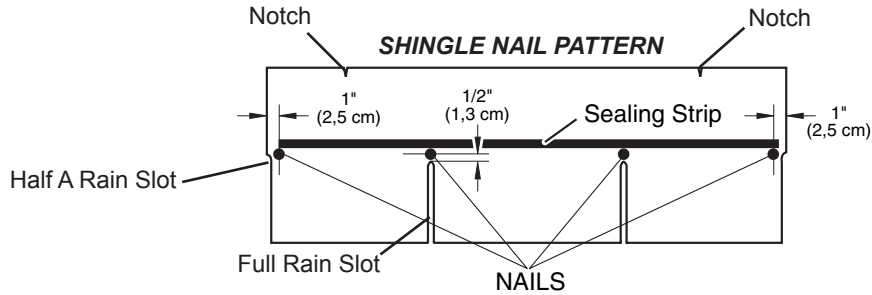 Notch
Notch
SHINGLE NAIL PATTERN
1"
(2,5 cm)
1/2"
(1,3 cm)
Sealing Strip
1"
(2,5 cm)
Half A Rain Slot
Full Rain Slot
NAILS